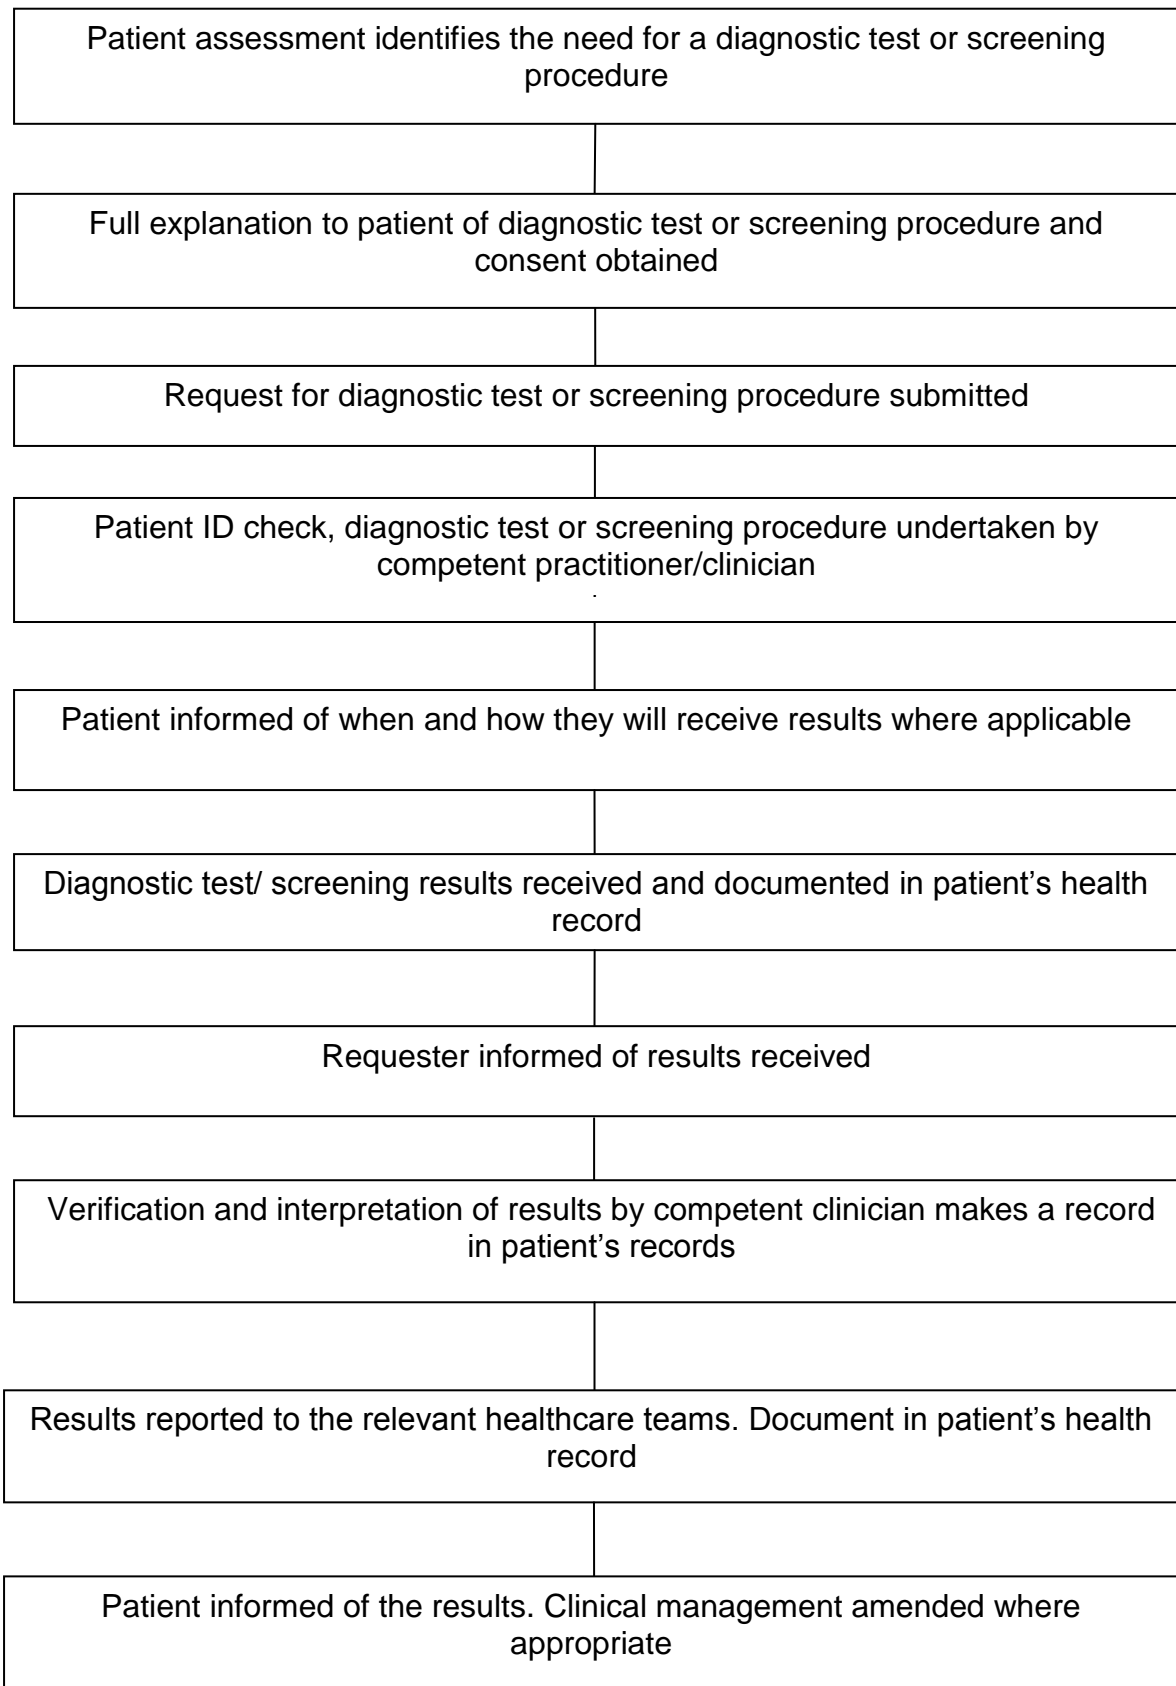 Patient assessment identifies the need for a diagnostic test or screening
procedure
Full explanation to patient of diagnostic test or screening procedure and
consent obtained
Request for diagnostic test or screening procedure submitted
Patient ID check, diagnostic test or screening procedure undertaken by
competent practitioner/clinician
.
Patient informed of when and how they will receive results where applicable
Diagnostic test/ screening results received and documented in patient’s health
record
Requester informed of results received
Verification and interpretation of results by competent clinician makes a record
in patient’s records
Results reported to the relevant healthcare teams. Document in patient’s health
record
Patient informed of the results. Clinical management amended where
appropriate